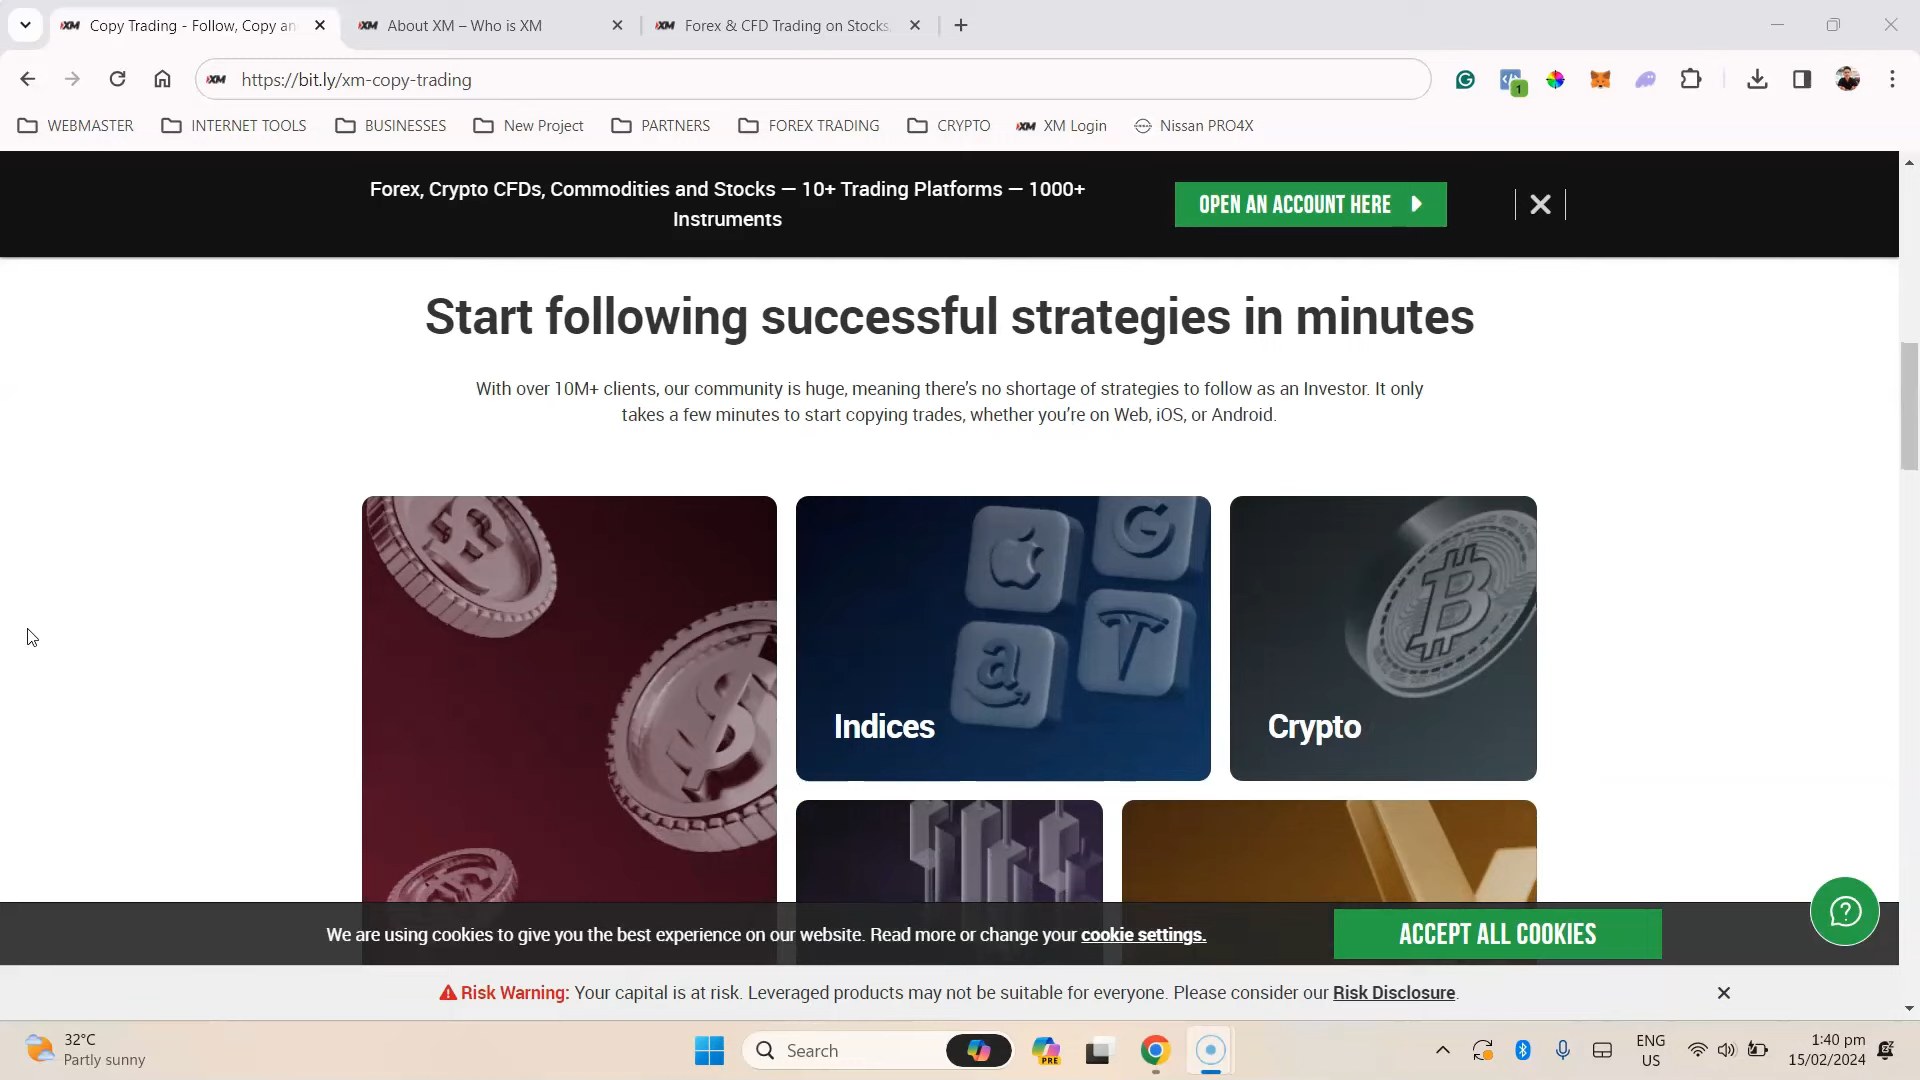 XM Copy Trading - Follow, Copy an
XM About XM – Who is XM
XM Forex & CFD Trading on Stocks,
XM https://bit.ly/xm-copy-trading
1
WEBMASTER INTERNET TOOLS BUSINESSES New Project PARTNERS FOREX TRADING CRYPTO XM XM Login Nissan PRO4X
Forex, Crypto CFDs, Commodities and Stocks — 10+ Trading Platforms — 1000+
Instruments
OPEN AN ACCOUNT HERE
Start following successful strategies in minutes
With over 10M+ clients, our community is huge, meaning there's no shortage of strategies to follow as an Investor. It only
takes a few minutes to start copying trades, whether you're on Web, iOS, or Android.
Indices
Crypto
We are using cookies to give you the best experience on our website. Read more or change your cookie settings.
ACCEPT ALL COOKIES
Risk Warning: Your capital is at risk. Leveraged products may not be suitable for everyone. Please consider our Risk Disclosure.
32°C
Partly sunny
Search
PRE
ENG
US
1:40 pm
15/02/2024